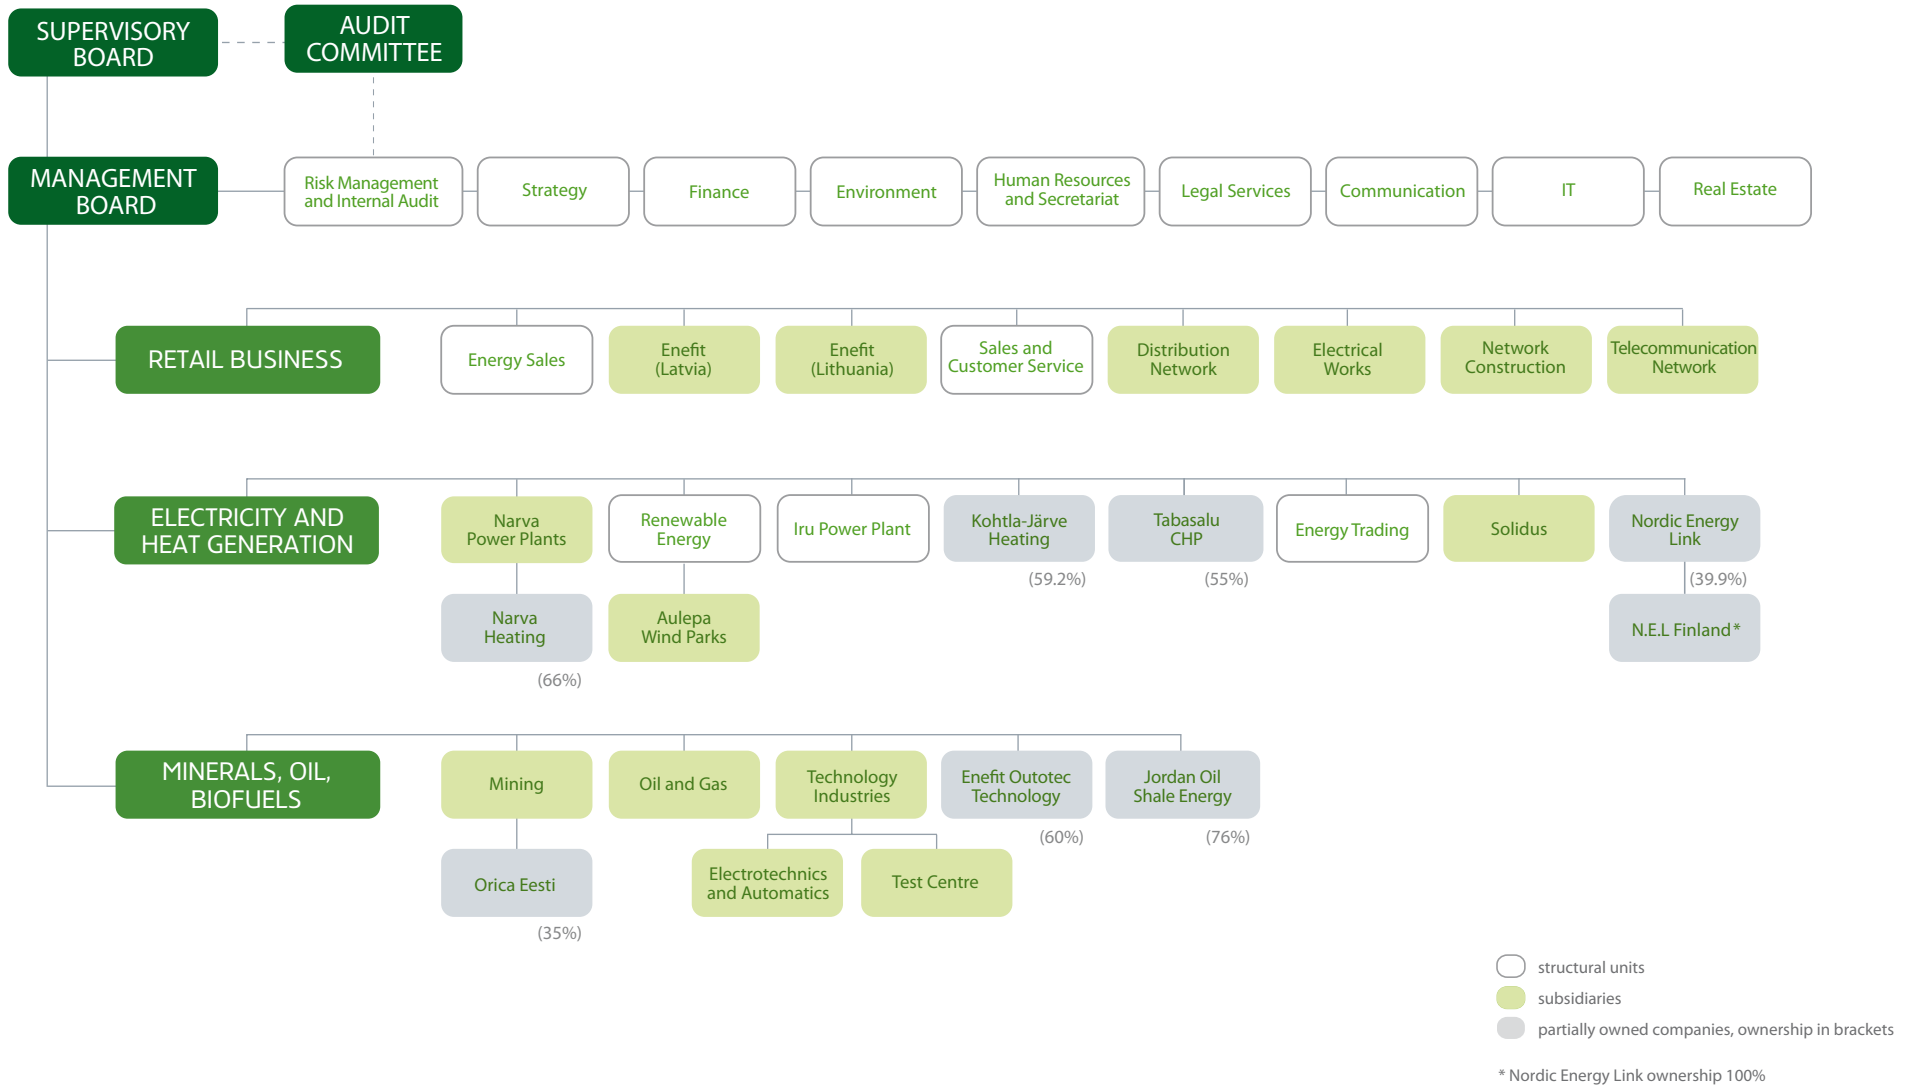 SUPERVISORY
BOARD
AUDIT
COMMITTEE
MANAGEMENT
BOARD
Risk Management
and Internal Audit
Strategy
Finance
Environment
Human Resources
and Secretariat
Legal Services
Communication
IT
Real Estate
RETAIL BUSINESS
Energy Sales
Enefit
(Latvia)
Enefit
(Lithuania)
Sales and
Customer Service
Distribution
Network
Electrical
Works
Network
Construction
Telecommunication
Network
ELECTRICITY AND
HEAT GENERATION
Narva
Power Plants
Renewable
Energy
Iru Power Plant
Kohtla-Järve
Heating
(59.2%)
Tabasalu
CHP
(55%)
Energy Trading
Solidus
Nordic Energy
Link
(39.9%)
Narva
Heating
(66%)
Aulepa
Wind Parks
N.E.L Finland*
MINERALS, OIL,
BIOFUELS
Mining
Oil and Gas
Technology
Industries
Enefit Outotec
Technology
(60%)
Jordan Oil
Shale Energy
(76%)
Orica Eesti
(35%)
Electrotechnics
and Automatics
Test Centre
structural units
subsidiaries
partially owned companies, ownership in brackets
* Nordic Energy Link ownership 100%